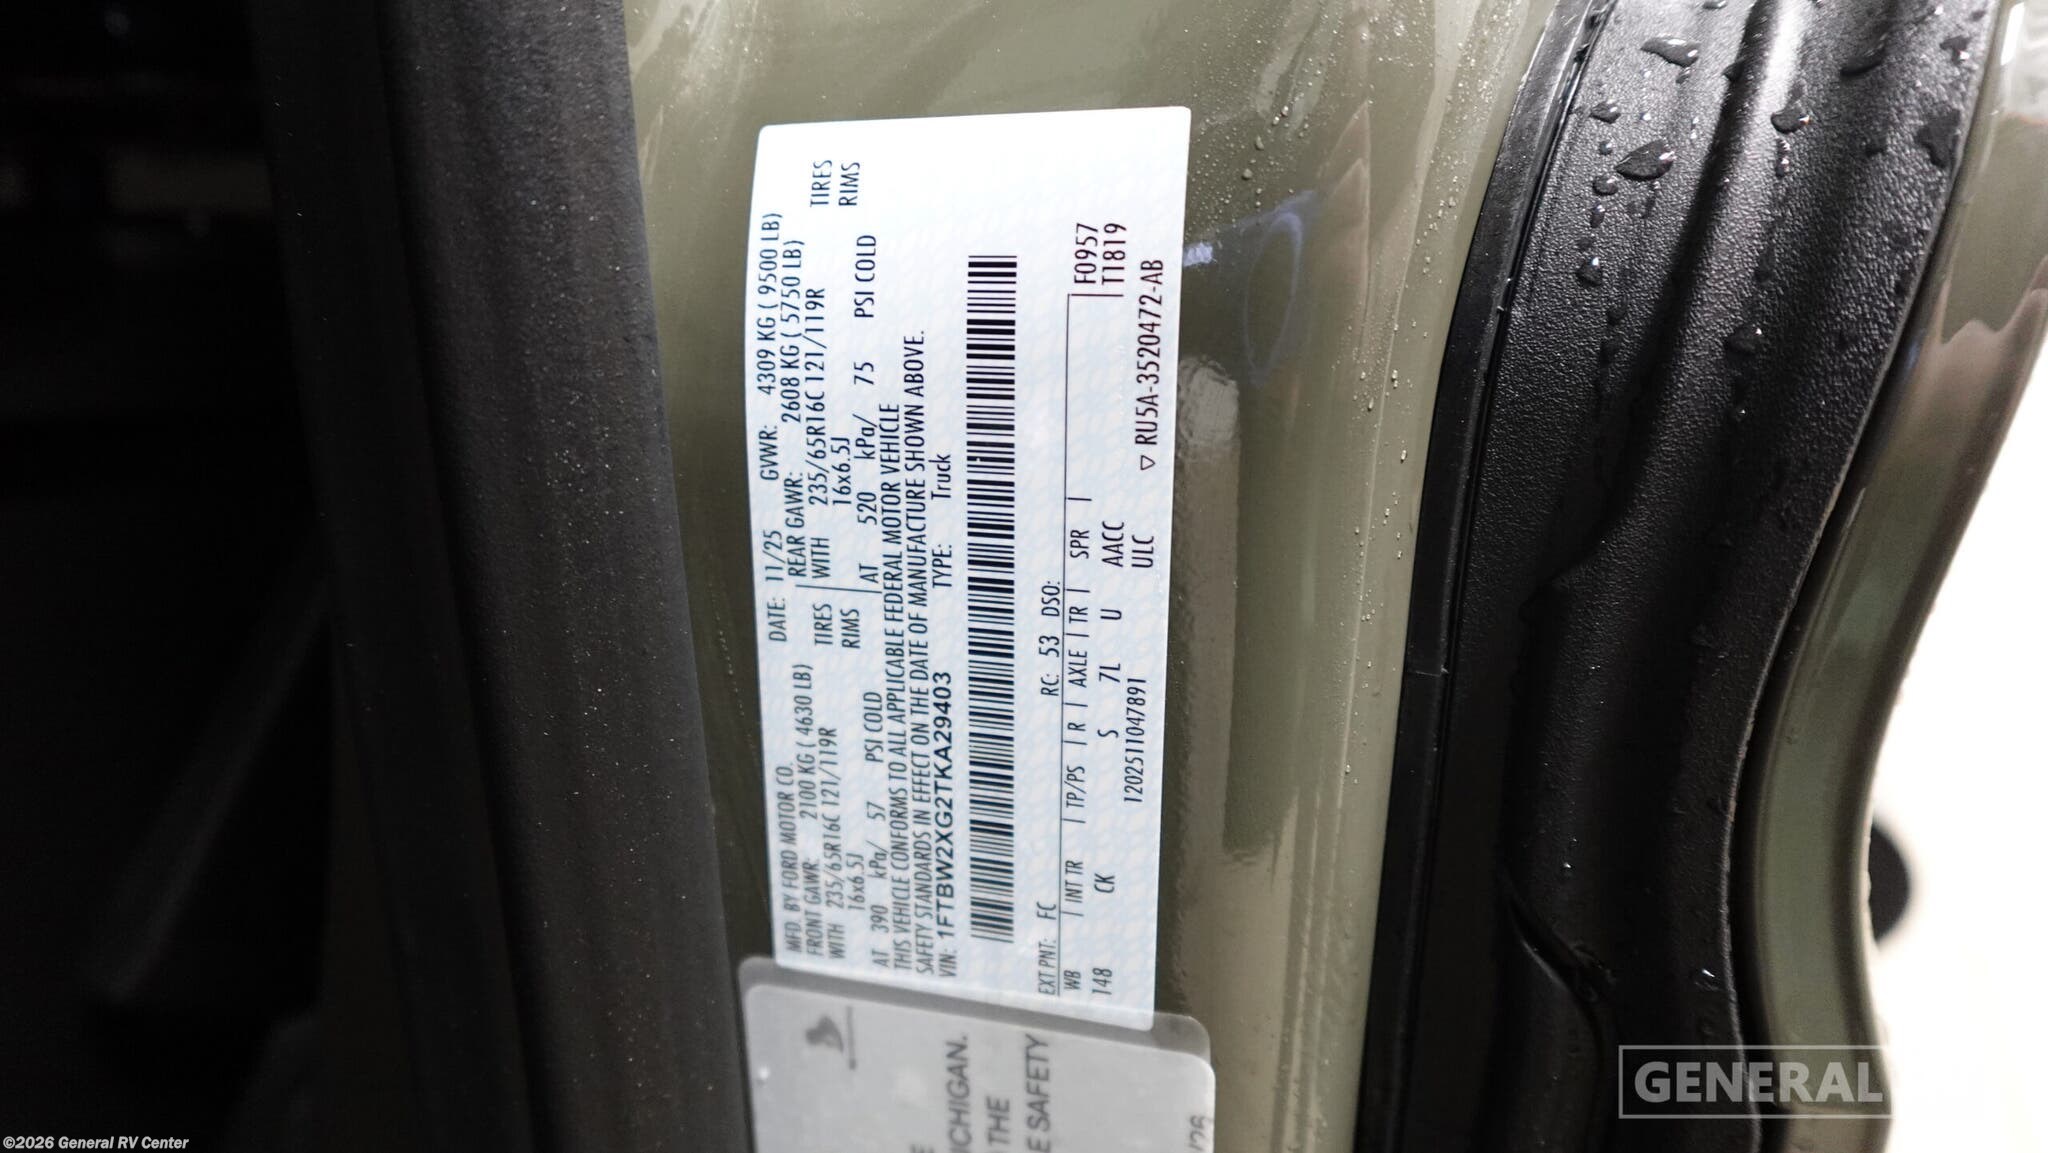 MFD. BY FORD MOTOR CO. DATE: 11/25 GVWR: 4309 KG ( 9500 LB)
FRONT GAWR: 2100 KG ( 4630 LB) REAR GAWR: 2608 KG ( 5750 LB)
WITH 235/65R16C 121/119R TIRES WITH 235/65R16C 121/119R TIRES
16x6.5J RIMS 16x6.5J RIMS
AT 390 kPa/ 57 PSI COLD AT 520 kPa/ 75 PSI COLD
THIS VEHICLE CONFORMS TO ALL APPLICABLE FEDERAL MOTOR VEHICLE
SAFETY STANDARDS IN EFFECT ON THE DATE OF MANUFACTURE SHOWN ABOVE.
VIN: 1FTBW2XG2TKA29403 TYPE: Truck
EXT PNT: FC RC: 53 DSO:
WB INT TR TP/PS R AXLE TR SPR F0957
148 CK S 7L U AACC T1819
1202511047891 ULC
▽ RU5A-3520472-AB
ICHIGAN.
THE
SAFETY
GENERAL
©2026 General RV Center